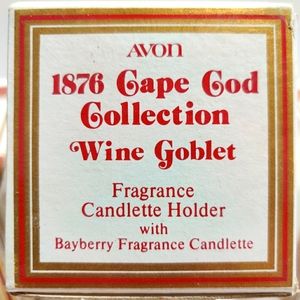 AVON
1876 Cape Cod
Collection
Wine Goblet
Fragrance
Candlette Holder
with
Bayberry Fragrance Candlette